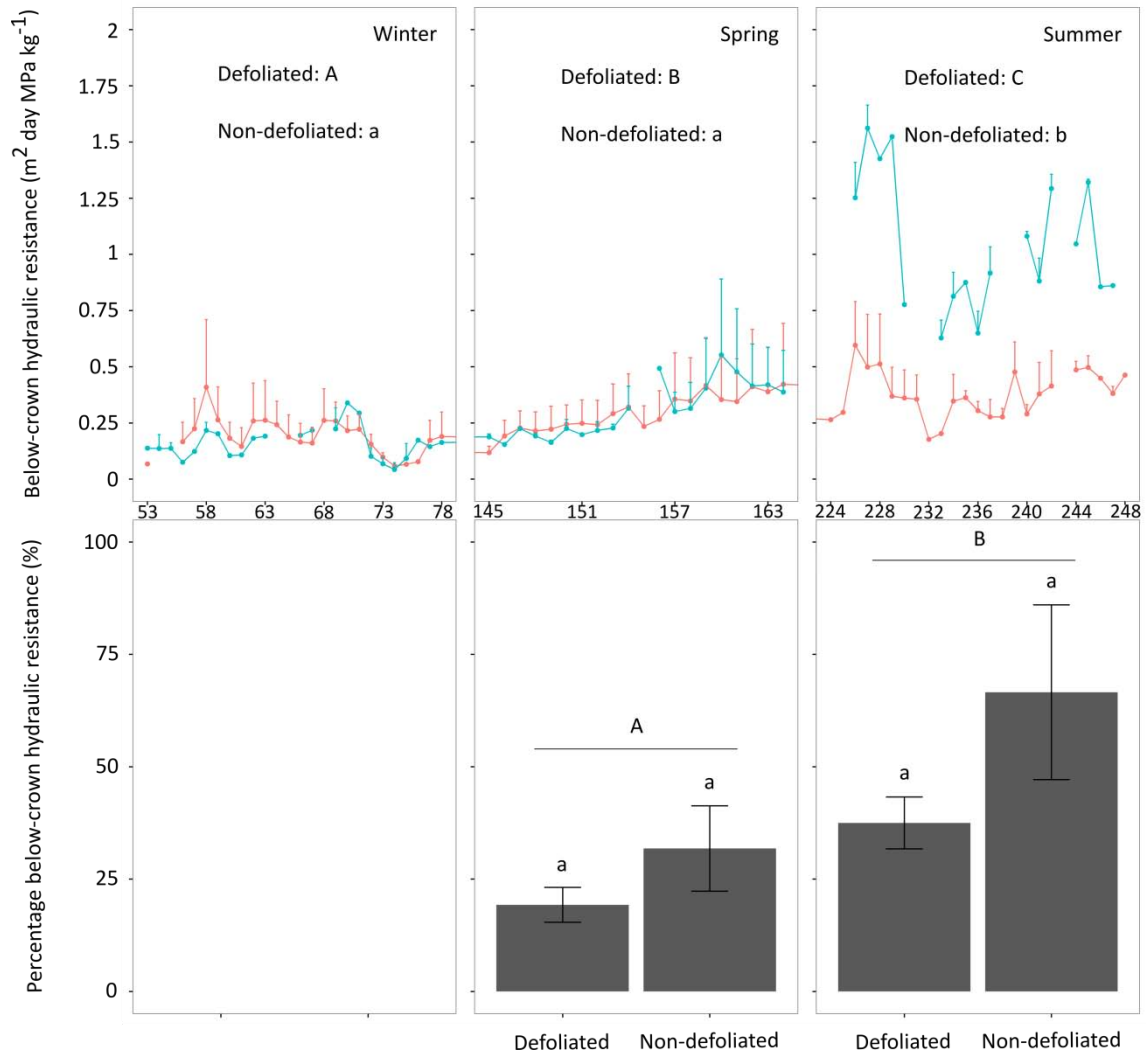 Below-crown hydraulic resistance (m² day MPa kg⁻¹)
2
1.75
1.5
1.25
1
0.75
0.5
0.25
0
Winter
Defoliated: A
Non-defoliated: a
53 58 63 68 73 78
Spring
Defoliated: B
Non-defoliated: a
145 151 157 163
Summer
Defoliated: C
Non-defoliated: b
224 228 232 236 240 244 248
Percentage below-crown hydraulic resistance (%)
100
75
50
25
0
A
a
a
Defoliated Non-defoliated
B
a
a
Defoliated Non-defoliated